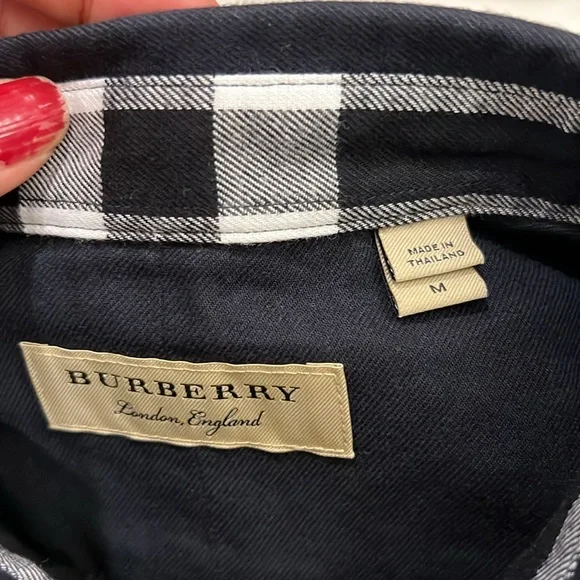 MADE IN
THAILAND
M
BURBERRY
London, England